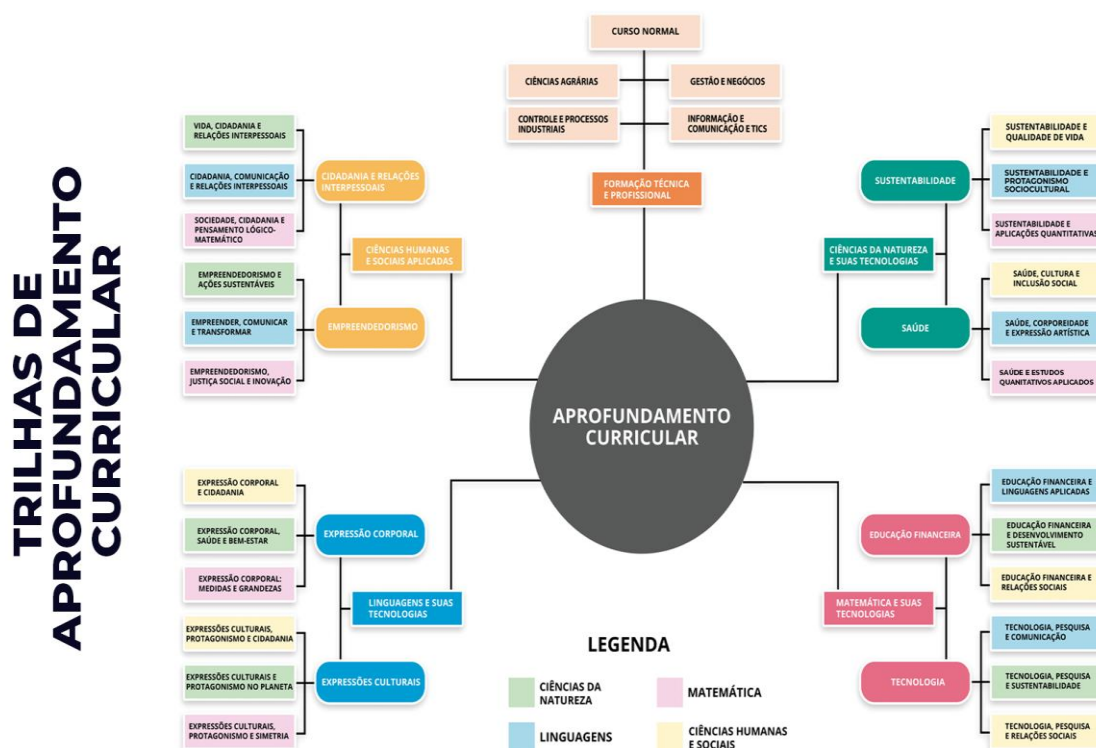 TRILHAS DE
APROFUNDAMENTO
CURRICULAR
CURSO NORMAL
CIÊNCIAS AGRÁRIAS
GESTÃO E NEGÓCIOS
CONTROLE E PROCESSOS
INDUSTRIAIS
INFORMAÇÃO E
COMUNICAÇÃO E TICS
FORMAÇÃO TÉCNICA
E PROFISSIONAL
VIDA, CIDADANIA E
RELAÇÕES INTERPESSOAIS
CIDADANIA, COMUNICAÇÃO
E RELAÇÕES INTERPESSOAIS
SOCIEDADE, CIDADANIA E
PENSAMENTO LÓGICO-
MATEMÁTICO
CIDADANIA E RELAÇÕES
INTERPESSOAIS
CIÊNCIAS HUMANAS
E SOCIAIS APLICADAS
EMPREENDEDORISMO E
AÇÕES SUSTENTÁVEIS
EMPREENDER, COMUNICAR
E TRANSFORMAR
EMPREENDEDORISMO,
JUSTIÇA SOCIAL E INOVAÇÃO
EMPREENDEDORISMO
SUSTENTABILIDADE
SUSTENTABILIDADE E
QUALIDADE DE VIDA
SUSTENTABILIDADE E
PROTAGONISMO
SOCIOCULTURAL
SUSTENTABILIDADE E
APLICAÇÕES QUANTITATIVAS
CIÊNCIAS DA NATUREZA
E SUAS TECNOLOGIAS
SAÚDE
SAÚDE, CULTURA E
INCLUSÃO SOCIAL
SAÚDE, CORPOREIDADE
E EXPRESSÃO ARTÍSTICA
SAÚDE E ESTUDOS
QUANITATIVOS APLICADOS
APROFUNDAMENTO
CURRICULAR
EXPRESSÃO CORPORAL
E CIDADANIA
EXPRESSÃO CORPORAL,
SAÚDE E BEM-ESTAR
EXPRESSÃO CORPORAL:
MEDIDAS E GRANDEZAS
EXPRESSÃO CORPORAL
LINGUAGENS E SUAS
TECNOLOGIAS
EXPRESSÕES CULTURAIS,
PROTAGONISMO E CIDADANIA
EXPRESSÕES CULTURAIS E
PROTAGONISMO NO PLANETA
EXPRESSÕES CULTURAIS,
PROTAGONISMO E SIMETRIA
EXPRESSÕES CULTURAIS
EDUCAÇÃO FINANCEIRA
EDUCAÇÃO FINANCEIRA E
LINGUAGENS APLICADAS
EDUCAÇÃO FINANCEIRA
E DESENVOLVIMENTO
SUSTENTÁVEL
EDUCAÇÃO FINANCEIRA E
RELAÇÕES SOCIAIS
MATEMÁTICA E SUAS
TECNOLOGIAS
TECNOLOGIA
TECNOLOGIA, PESQUISA
E COMUNICAÇÃO
TECNOLOGIA, PESQUISA
E SUSTENTABILIDADE
TECNOLOGIA, PESQUISA
E RELAÇÕES SOCIAIS
LEGENDA
CIÊNCIAS DA
NATUREZA
MATEMÁTICA
LINGUAGENS
CIÊNCIAS HUMANAS
E SOCIAIS